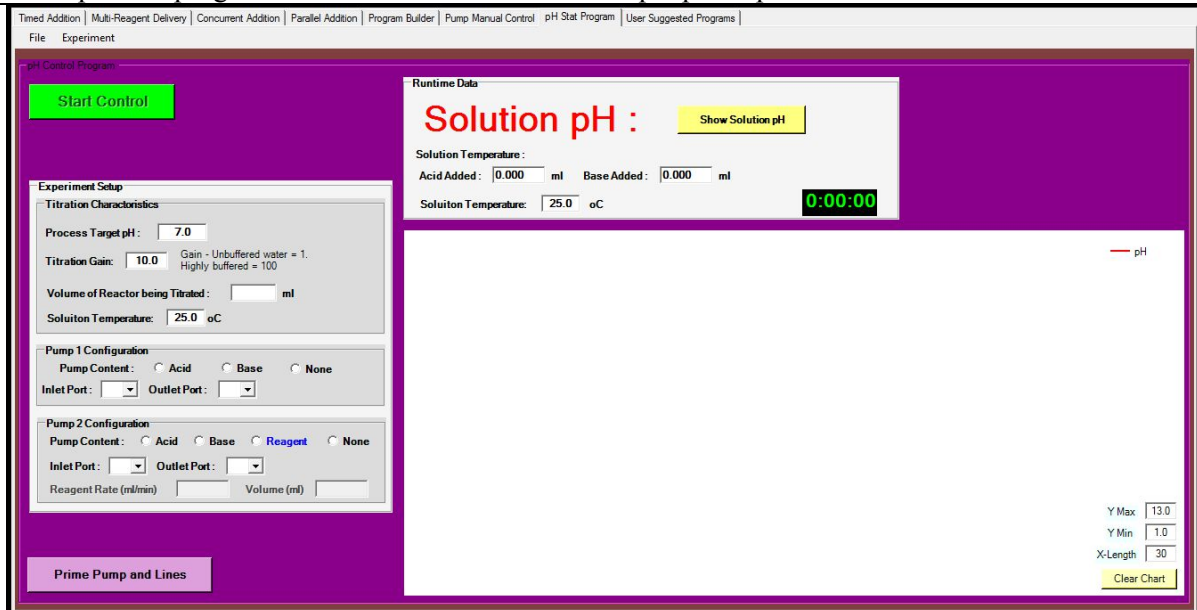 Timed Addition | Multi-Reagent Delivery | Concurrent Addition | Parallel Addition | Program Builder | Pump Manual Control | pH Stat Program | User Suggested Programs |
File Experiment
pH Control Program
Start Control
Runtime Data
Solution pH :
Show Solution pH
Solution Temperature :
Acid Added : 0.000 ml Base Added : 0.000 ml
Soluiton Temperature: 25.0 oC
0:00:00
Experiment Setup
Titration Characteristics
Process Target pH : 7.0
Titration Gain: 10.0 Gain - Unbuffered water = 1.
Highly buffered = 100
Volume of Reactor being Titrated : ml
Soluiton Temperature: 25.0 oC
Pump 1 Configuration
Pump Content : Acid Base None
Inlet Port : Outlet Port :
Pump 2 Configuration
Pump Content : Acid Base Reagent None
Inlet Port : Outlet Port :
Reagent Rate (ml/min) Volume (ml)
Prime Pump and Lines
pH
Y Max 13.0
Y Min 1.0
X-Length 30
Clear Chart